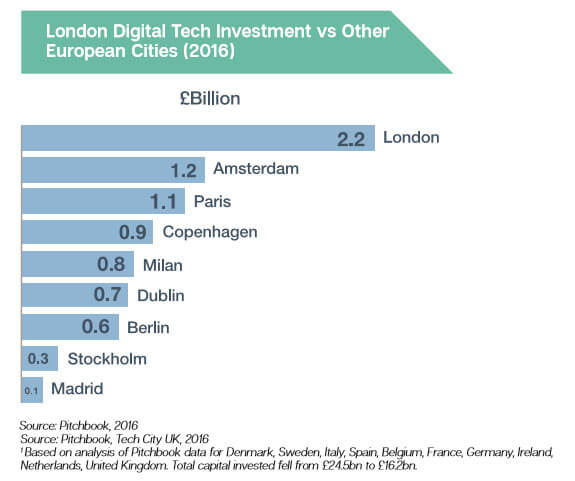 London Digital Tech Investment vs Other
European Cities (2016)
£Billion
2.2 London
1.2 Amsterdam
1.1 Paris
0.9 Copenhagen
0.8 Milan
0.7 Dublin
0.6 Berlin
0.3 Stockholm
0.1 Madrid
Source: Pitchbook, 2016
Source: Pitchbook, Tech City UK, 2016
¹Based on analysis of Pitchbook data for Denmark, Sweden, Italy, Spain, Belgium, France, Germany, Ireland,
Netherlands, United Kingdom. Total capital invested fell from £24.5bn to £16.2bn.